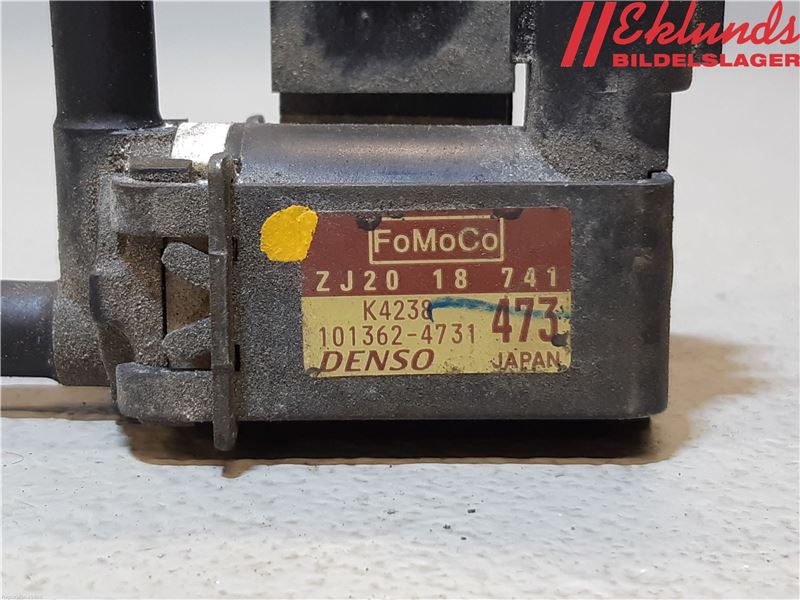 Eklunds
BILDELSLAGER
FoMoCo
ZJ20 18 741
K4238 473
101362-4731
DENSO JAPAN